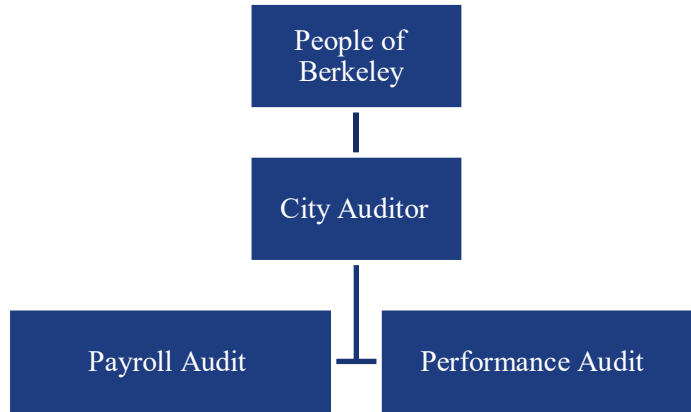 People of
Berkeley
City Auditor
Payroll Audit
Performance Audit